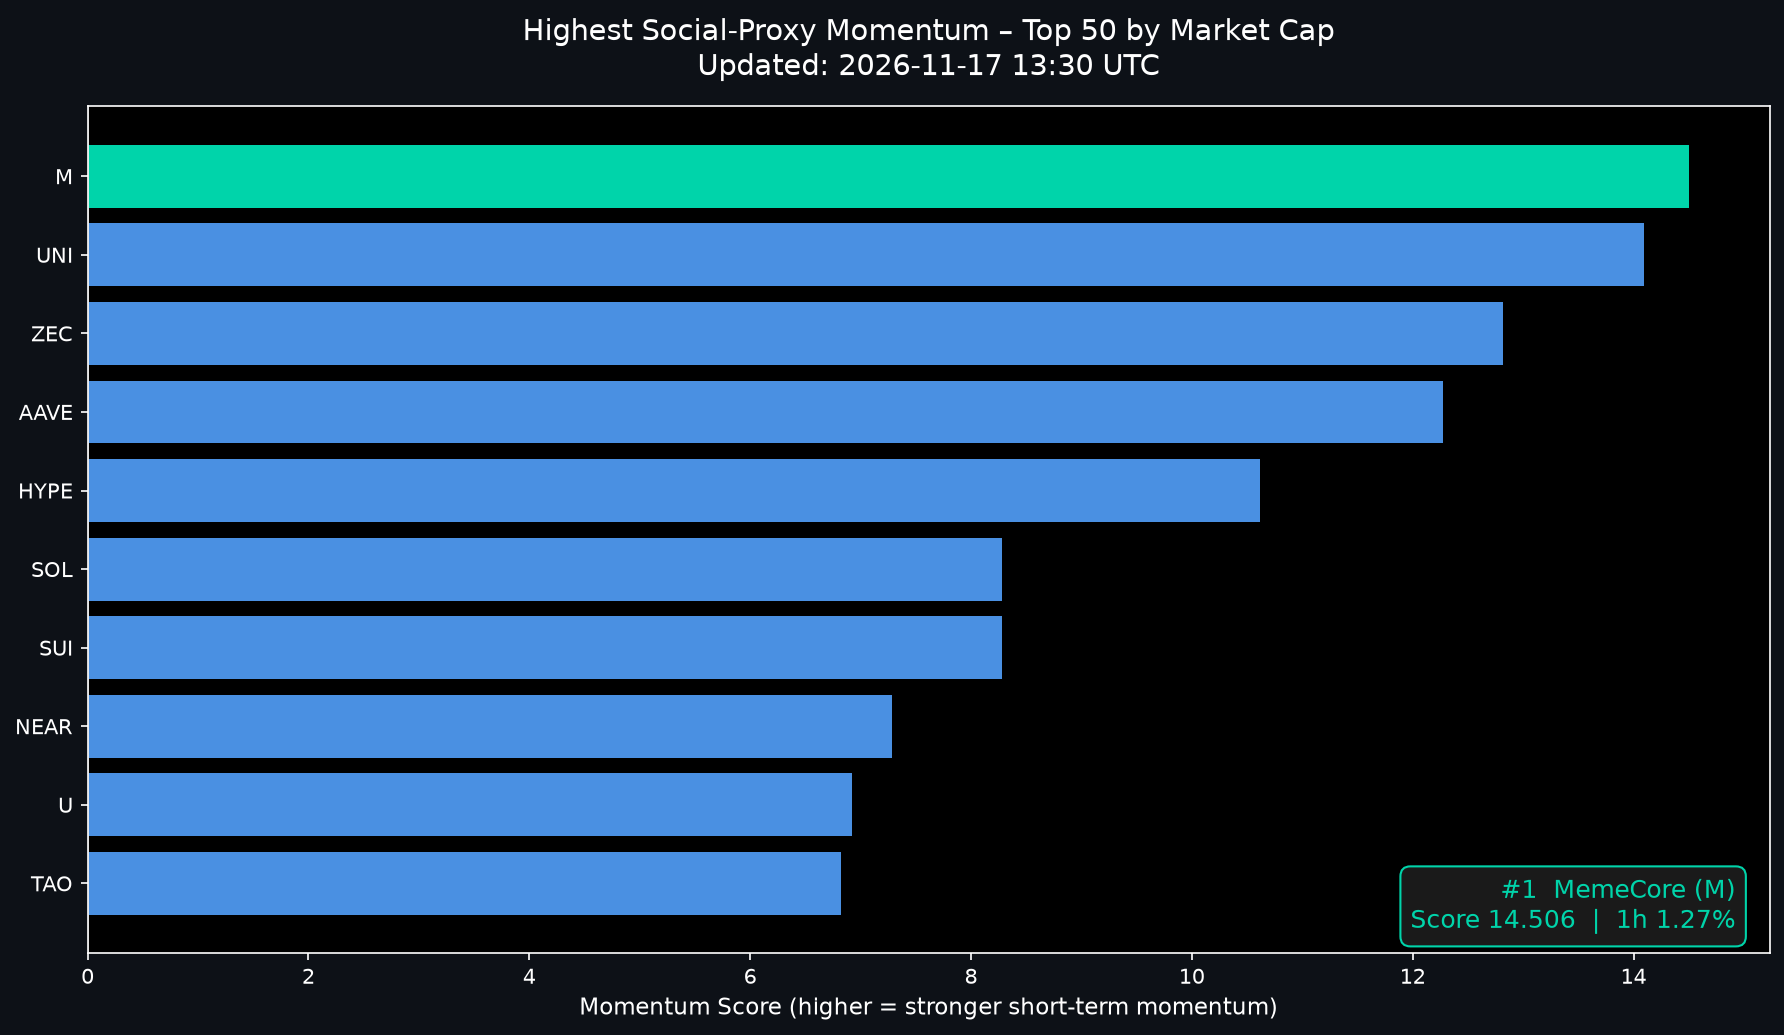 Highest Social-Proxy Momentum – Top 50 by Market Cap
Updated: 2026-11-17 13:30 UTC
M
UNI
ZEC
AAVE
HYPE
SOL
SUI
NEAR
U
TAO
#1  MemeCore (M)
Score 14.506  |  1h 1.27%
0 2 4 6 8 10 12 14
Momentum Score (higher = stronger short-term momentum)